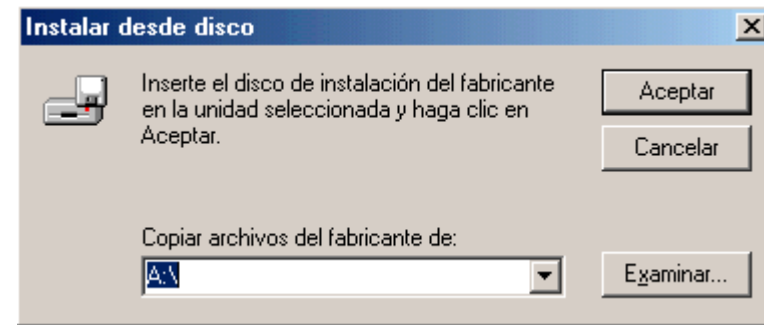 Instalar desde disco
Inserte el disco de instalación del fabricante
en la unidad seleccionada y haga clic en
Aceptar.
Aceptar
Cancelar
Copiar archivos del fabricante de:
A:\
Examinar...